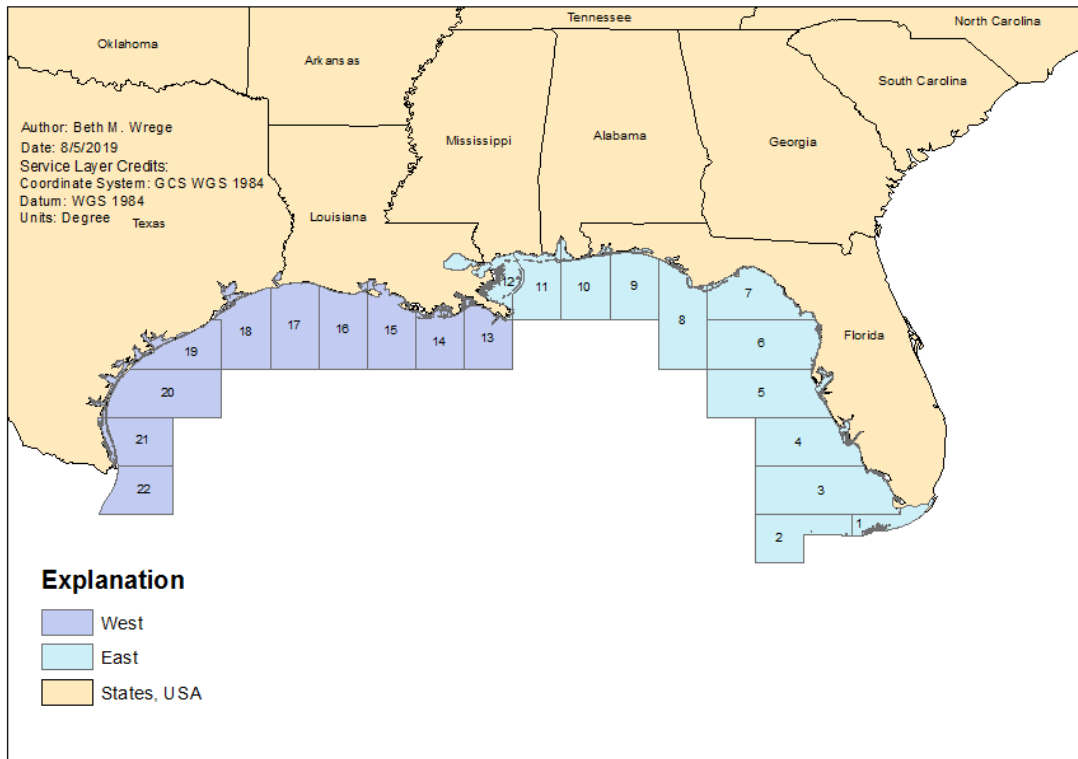 Tennessee
North Carolina
Oklahoma
Arkansas
South Carolina
Author: Beth M. Wrege
Date: 8/5/2019
Service Layer Credits:
Coordinate System: GCS WGS 1984
Datum: WGS 1984
Units: Degree
Texas
Mississippi
Alabama
Georgia
Louisiana
12
11
10
9
8
7
6
5
4
3
2
1
Florida
13
14
15
16
17
18
19
20
21
22
Explanation
West
East
States, USA